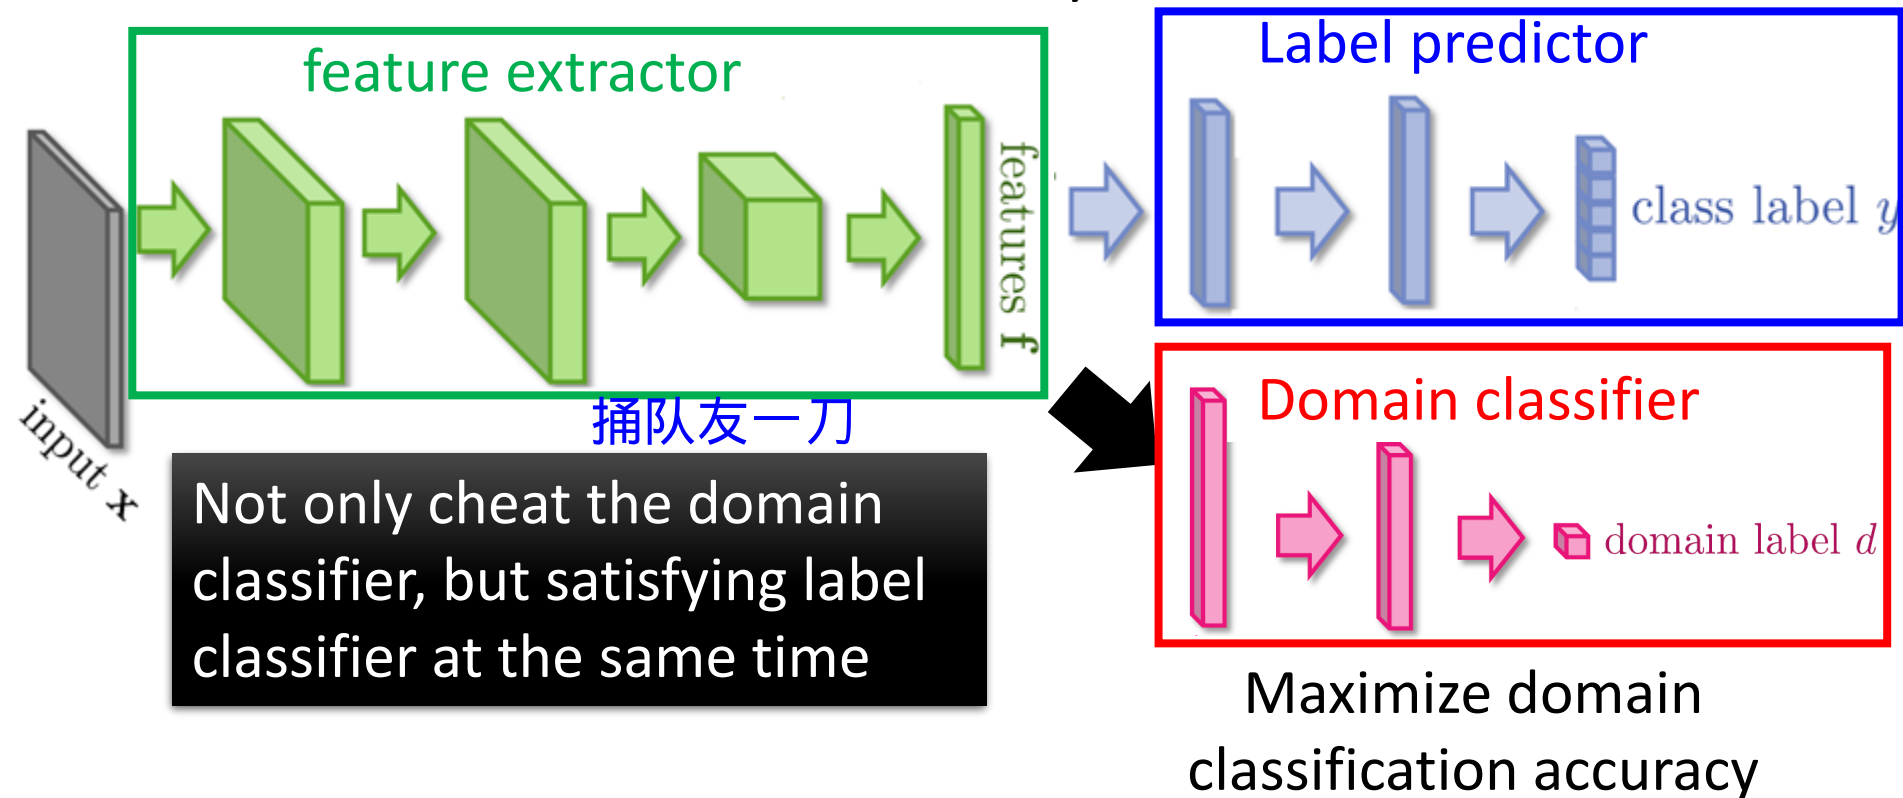 feature extractor
features f
input x
捅队友一刀
Not only cheat the domain
classifier, but satisfying label
classifier at the same time
Label predictor
class label y
Domain classifier
domain label d
Maximize domain
classification accuracy